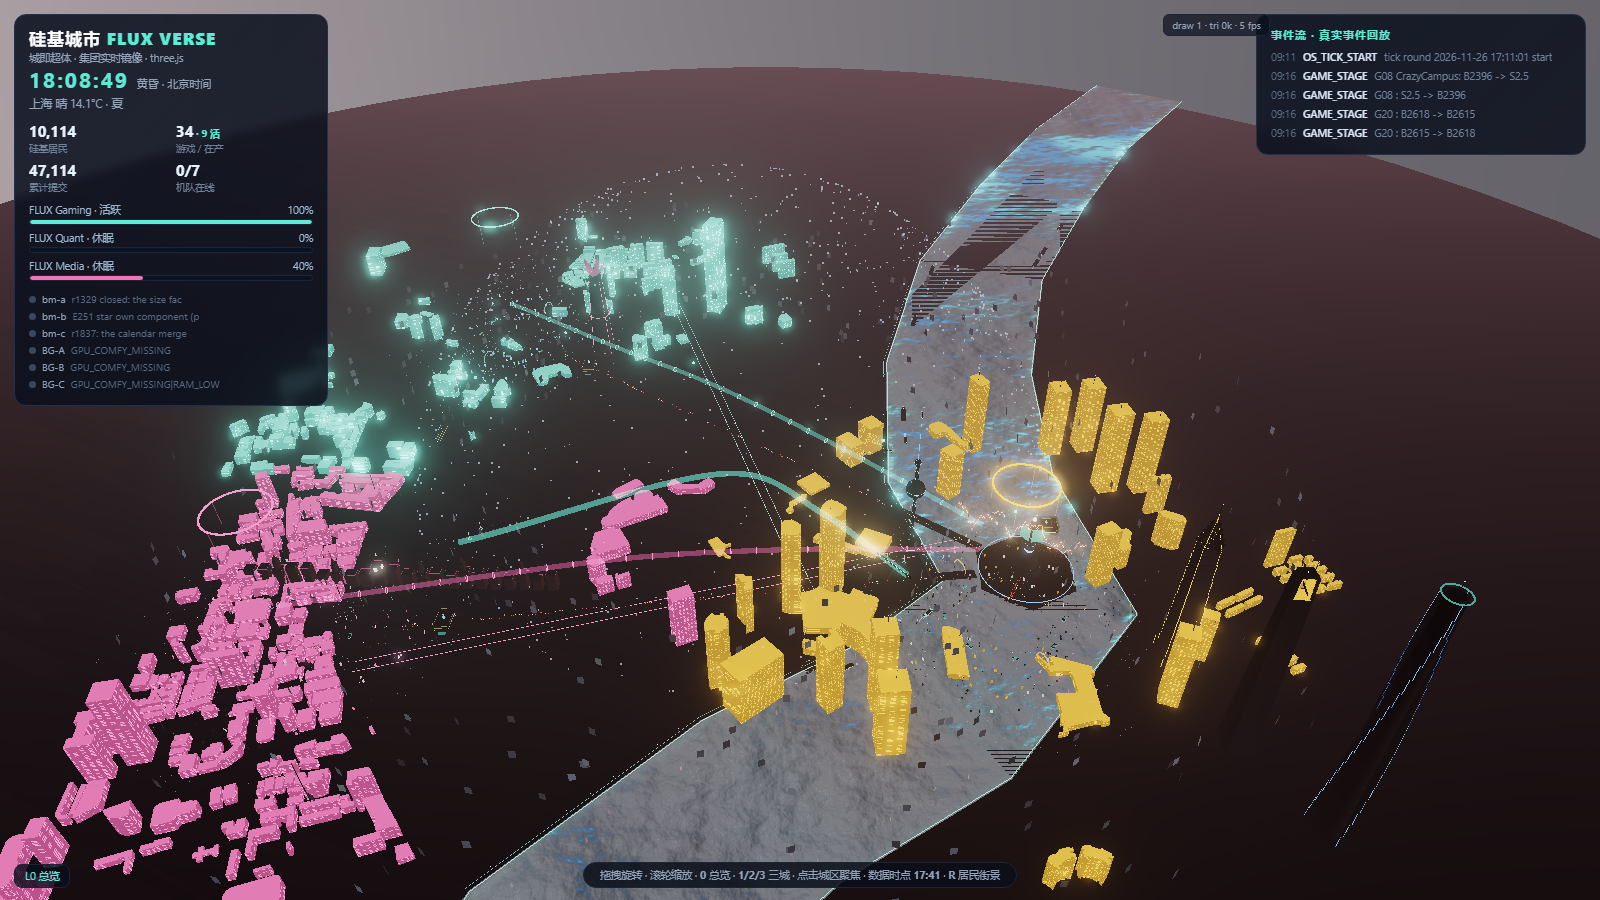 硅基城市 FLUX VERSE
城即超体 · 集团实时镜像 · three.js
18:08:49 黄昏 · 北京时间
上海 晴 14.1°C · 夏
10,114 34 · 9 活
硅基居民 游戏 / 在产
47,114 0/7
累计提交 机队在线
FLUX Gaming · 活跃 100%
FLUX Quant · 休眠 0%
FLUX Media · 休眠 40%
bm-a r1329 closed: the size fac
bm-b E251 star own component (p
bm-c r1837: the calendar merge
BG-A GPU_COMFY_MISSING
BG-B GPU_COMFY_MISSING
BG-C GPU_COMFY_MISSING|RAM_LOW
draw 1 · tri 0k · 5 fps
事件流 · 真实事件回放
09:11 OS_TICK_START tick round 2026-11-26 17:11:01 start
09:16 GAME_STAGE G08 CrazyCampus: B2396 -> S2.5
09:16 GAME_STAGE G08 : S2.5 -> B2396
09:16 GAME_STAGE G20 : B2618 -> B2615
09:16 GAME_STAGE G20 : B2615 -> B2618
L0 总览
拖拽旋转 · 滚轮缩放 · 0 总览 · 1/2/3 三城 · 点击城区聚焦 · 数据时点 17:41 · R 居民街景